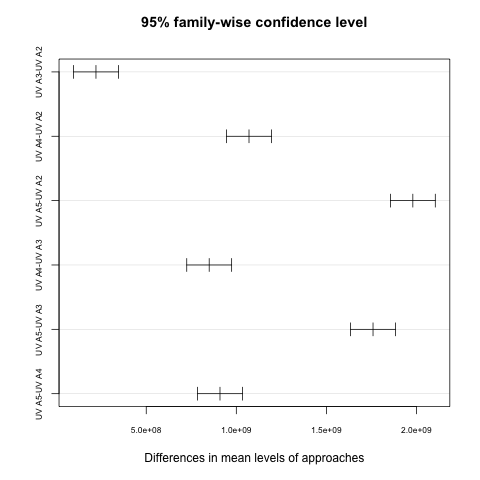 95% family-wise confidence level
UV A3-UV A2
UV A4-UV A2
UV A5-UV A2
UV A4-UV A3
UV A5-UV A3
UV A5-UV A4
5.0e+08 1.0e+09 1.5e+09 2.0e+09
Differences in mean levels of approaches